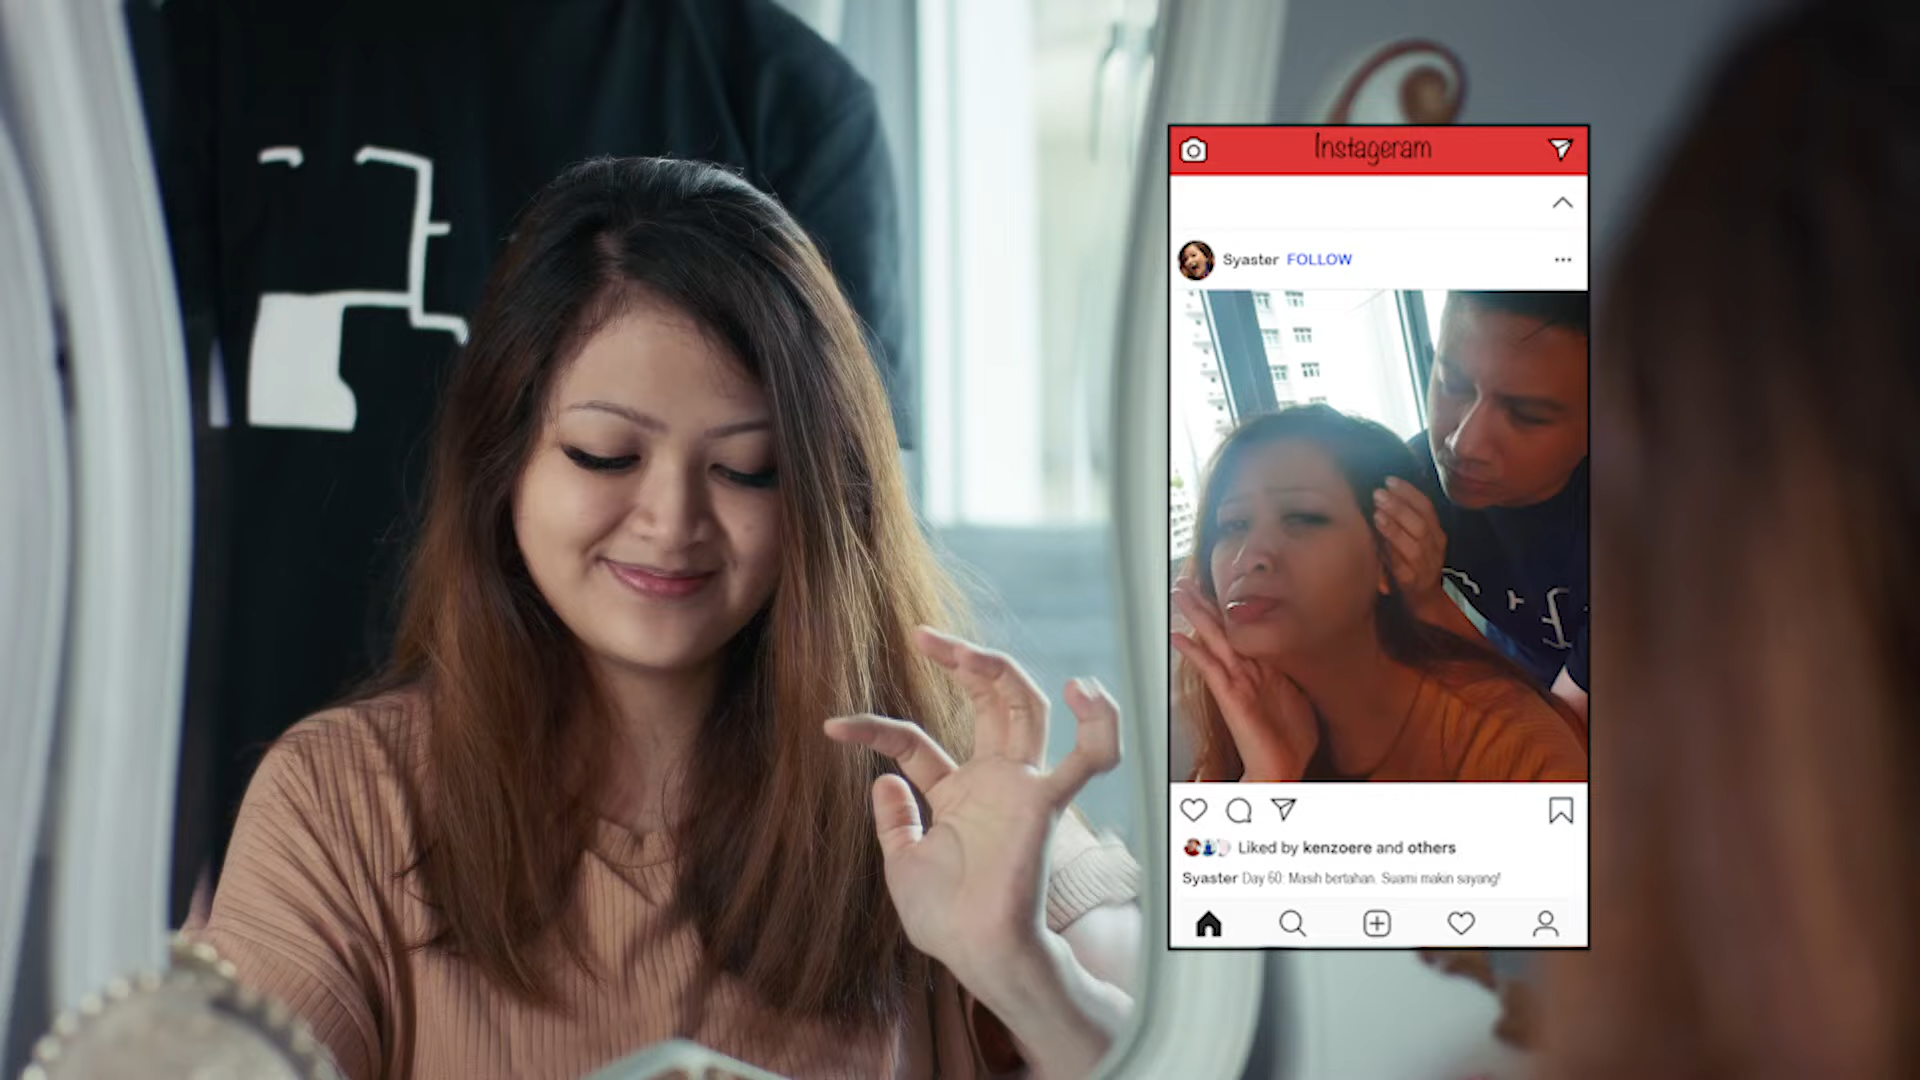 Instageram
Syaster FOLLOW
Liked by kenzoere and others
Syaster Day 60: Masih bertahan. Suami makin sayang!